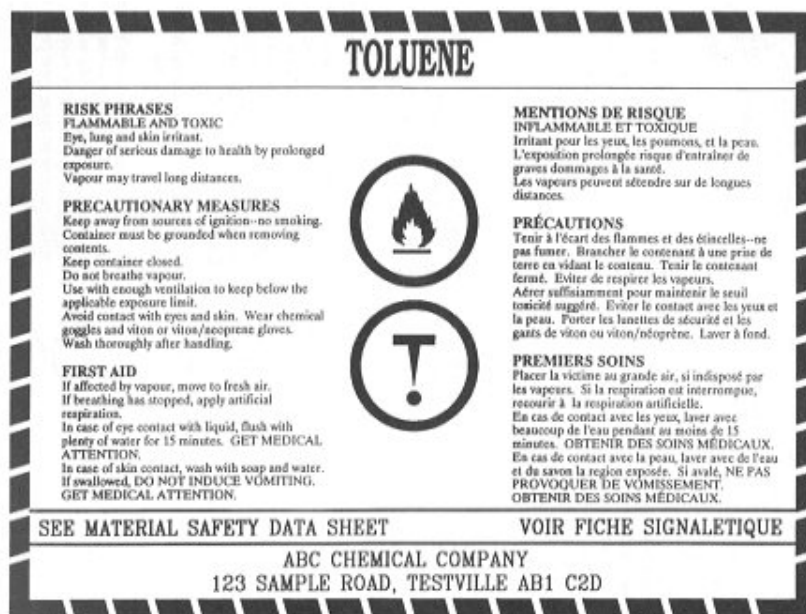 TOLUENE
RISK PHRASES
FLAMMABLE AND TOXIC
Eye, lung and skin irritant.
Danger of serious damage to health by prolonged
exposure.
Vapour may travel long distances.
PRECAUTIONARY MEASURES
Keep away from sources of ignition--no smoking.
Container must be grounded when removing
contents.
Keep container closed.
Do not breathe vapour.
Use with enough ventilation to keep below the
applicable exposure limit.
Avoid contact with eyes and skin. Wear chemical
goggles and viton or viton/neoprene gloves.
Wash thoroughly after handling.
FIRST AID
If affected by vapour, move to fresh air.
If breathing has stopped, apply artificial
respiration.
In case of eye contact with liquid, flush with
plenty of water for 15 minutes. GET MEDICAL
ATTENTION.
In case of skin contact, wash with soap and water.
If swallowed, DO NOT INDUCE VOMITING.
GET MEDICAL ATTENTION.
MENTIONS DE RISQUE
INFLAMMABLE ET TOXIQUE
Irritant pour les yeux, les poumons, et la peau.
L'exposition prolongée risque d'entraîner de
graves dommages à la santé.
Les vapeurs peuvent sétendre sur de longues
distances.
PRÉCAUTIONS
Tenir à l'écart des flammes et des étincelles--ne
pas fumer. Brancher le contenant à une prise de
terre en vidant le contenu. Tenir le contenant
fermé. Eviter de respirer les vapeurs.
Aérer suffisiamment pour maintenir le seuil
toxicité suggéré. Eviter le contact avec les yeux et
la peau. Porter les lunettes de sécurité et les
gants de viton ou viton/néoprène. Laver à fond.
PREMIERS SOINS
Placer la victime au grande air, si indisposé par
les vapeurs. Si la respiration est interrompue,
recourir à la respiration artificielle.
En cas de contact avec les yeux, laver avec
beaucoup de l'eau pendant au moins de 15
minutes. OBTENIR DES SOINS MÉDICAUX.
En cas de contact avec la peau, laver avec de l'eau
et du savon la region exposée. Si avalé, NE PAS
PROVOQUER DE VOMISSEMENT.
OBTENIR DES SOINS MÉDICAUX.
SEE MATERIAL SAFETY DATA SHEET
VOIR FICHE SIGNALETIQUE
ABC CHEMICAL COMPANY
123 SAMPLE ROAD, TESTVILLE AB1 C2D